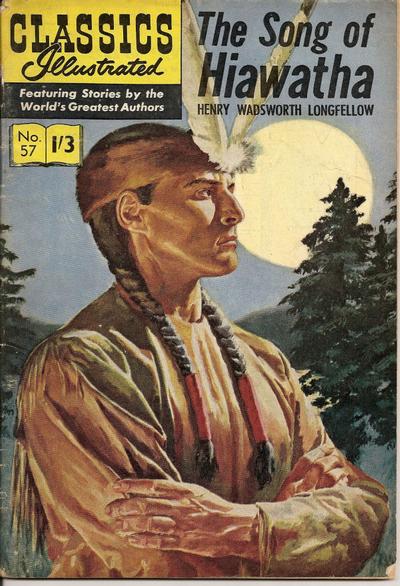 CLASSICS
Illustrated
Featuring Stories by the
World's Greatest Authors
No.
57
1'3
The Song of
Hiawatha
HENRY WADSWORTH LONGFELLOW